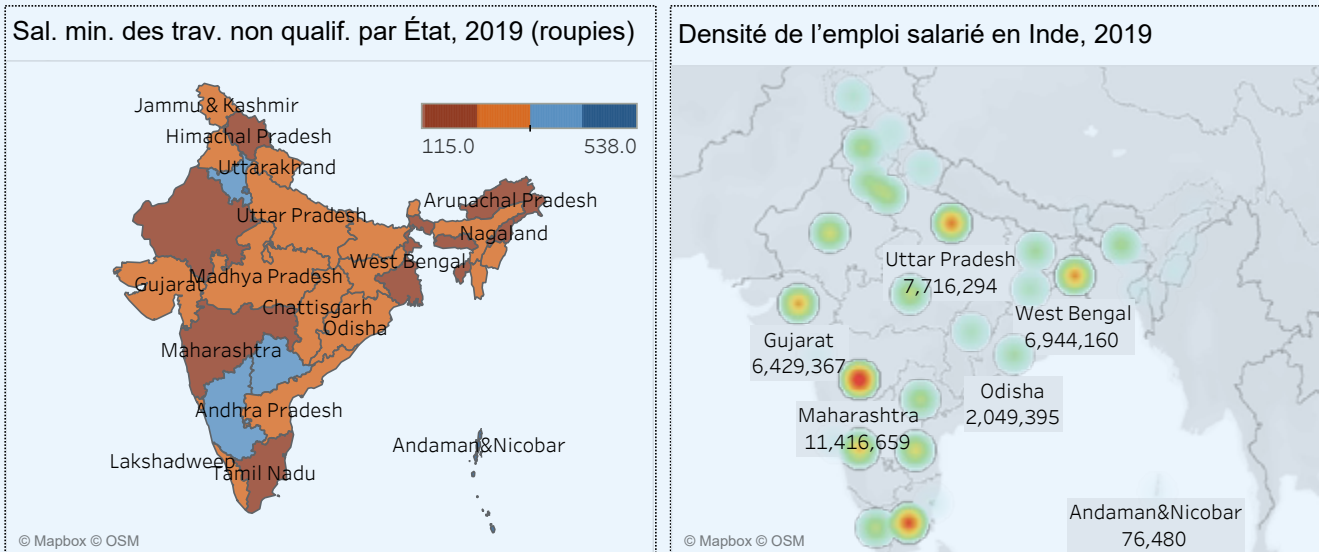 Sal. min. des trav. non qualif. par État, 2019 (roupies)
Jammu & Kashmir
Himachal Pradesh
Uttarakhand
115.0
538.0
Arunachal Pradesh
Uttar Pradesh
Nagaland
West Bengal
Madhya Pradesh
Gujarat
Chattisgarh
Odisha
Maharashtra
Andhra Pradesh
Andaman&Nicobar
Lakshadweep
Tamil Nadu
© Mapbox © OSM
Densité de l’emploi salarié en Inde, 2019
Uttar Pradesh
7,716,294
West Bengal
6,944,160
Gujarat
6,429,367
Odisha
2,049,395
Maharashtra
11,416,659
Andaman&Nicobar
76,480
© Mapbox © OSM